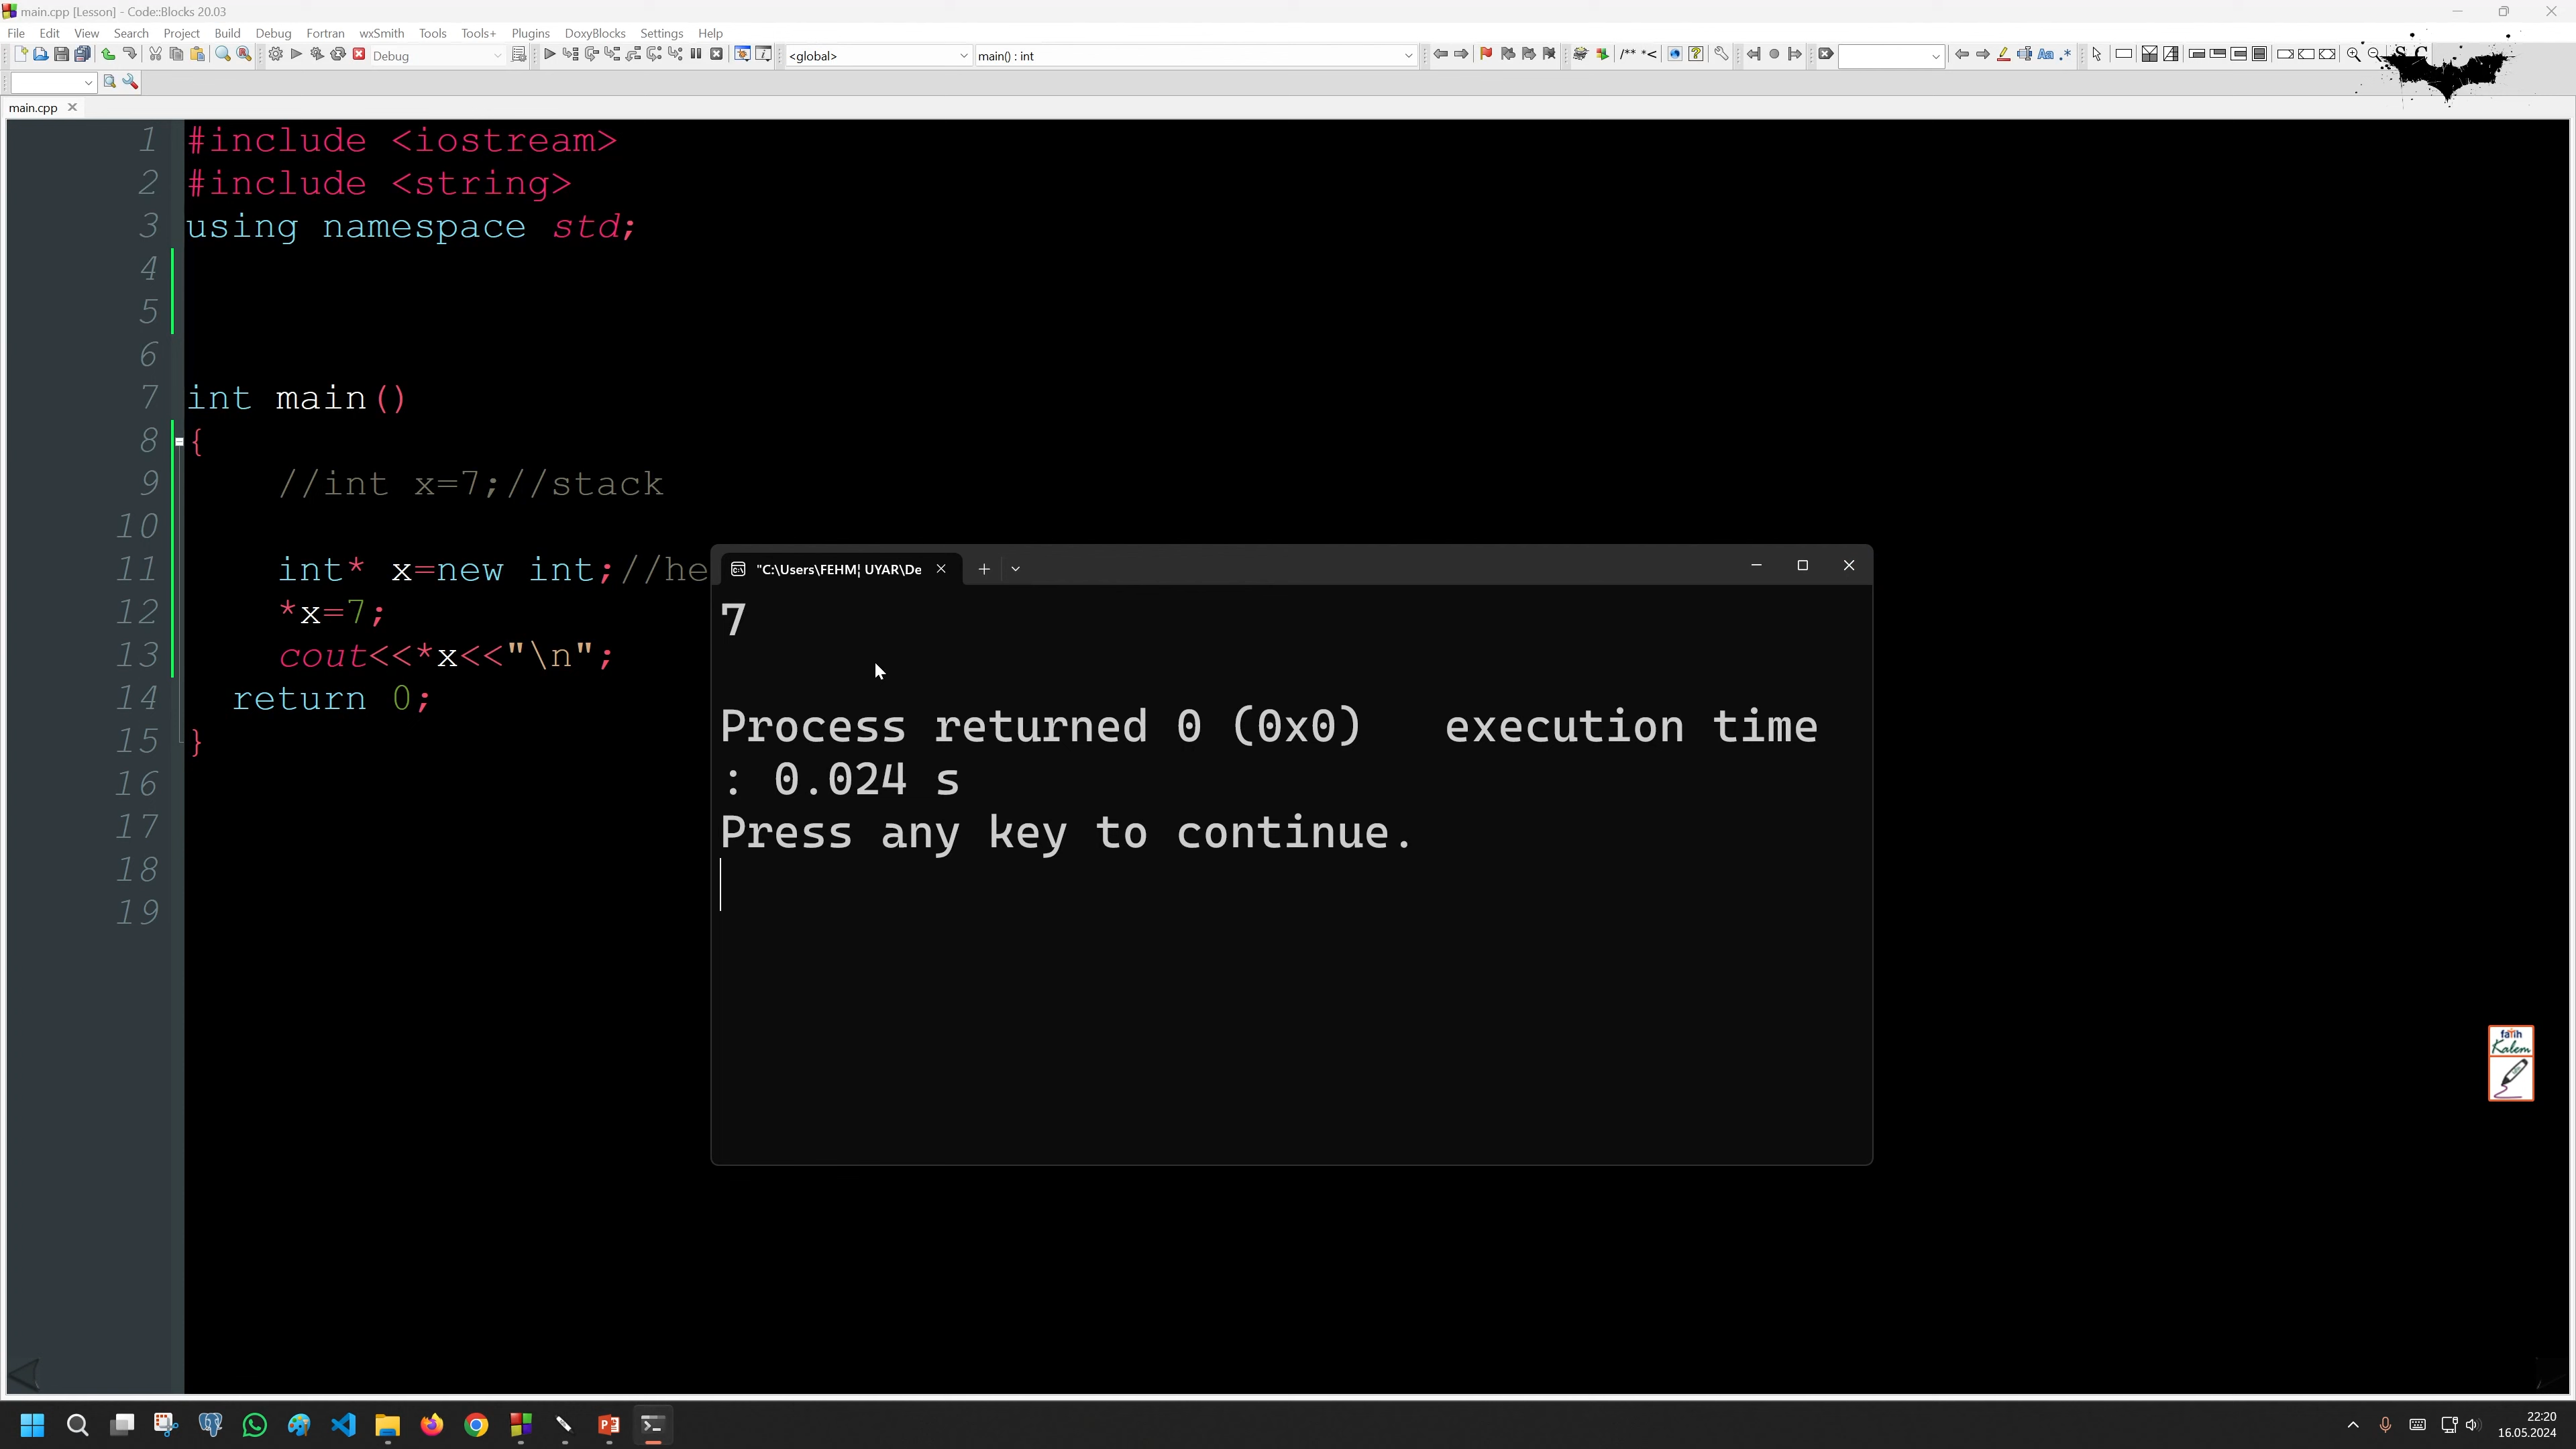 main.cpp [Lesson] - Code::Blocks 20.03
File Edit View Search Project Build Debug Fortran wxSmith Tools Tools+ Plugins DoxyBlocks Settings Help
Debug <global> main() : int /** *< Aa .* S C
main.cpp
1 #include <iostream>
2 #include <string>
3 using namespace std;
4
5
6
7 int main()
8 {
9 //int x=7;//stack
10
11 int* x=new int;//he
12 *x=7;
13 cout<<*x<<"\n";
14 return 0;
15 }
16
17
18
19
"C:\Users\FEHM¦ UYAR\De
7
Process returned 0 (0x0) execution time
: 0.024 s
Press any key to continue.
fatih
Kalem
22:20
16.05.2024